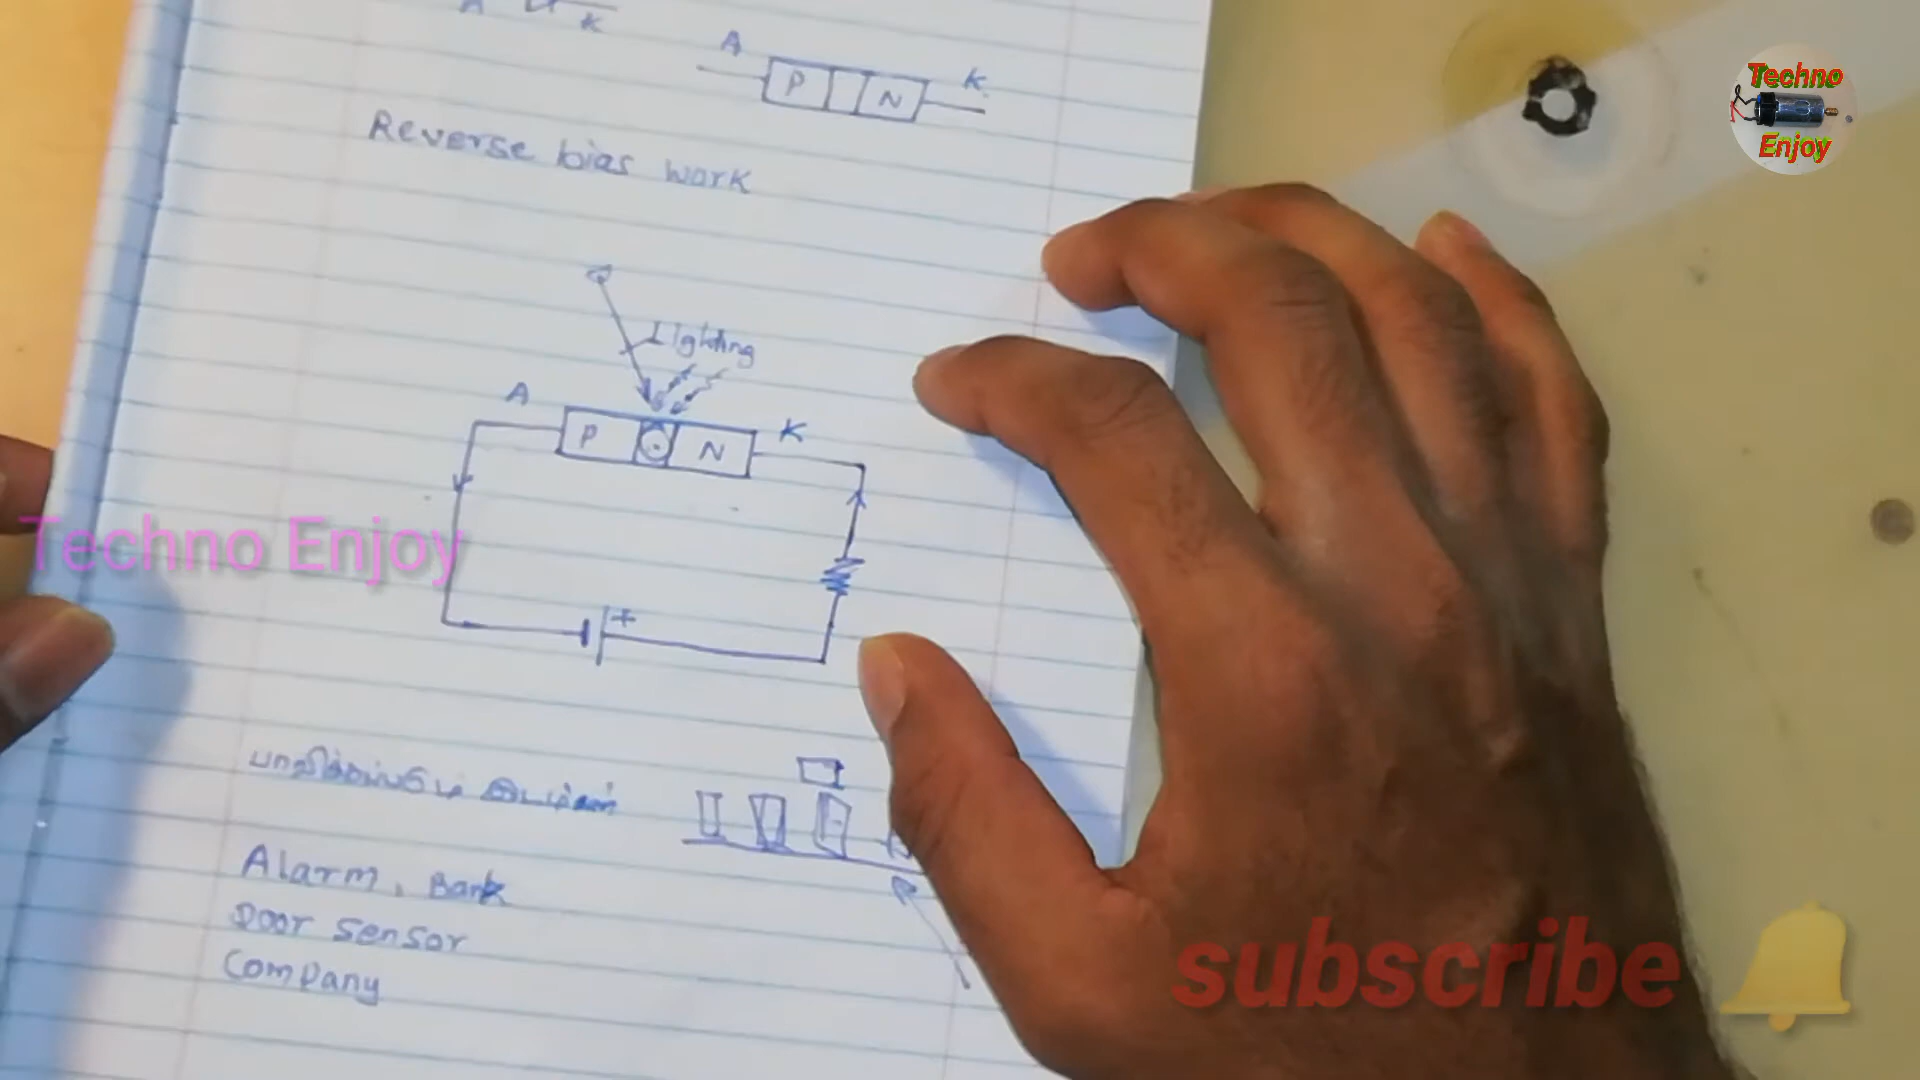 A
K
A
P
N
K
Reverse bias work
Lighting
A
P
N
K
+
Alarm, Bank
Door sensor
Company
Techno
Enjoy
Techno Enjoy
subscribe